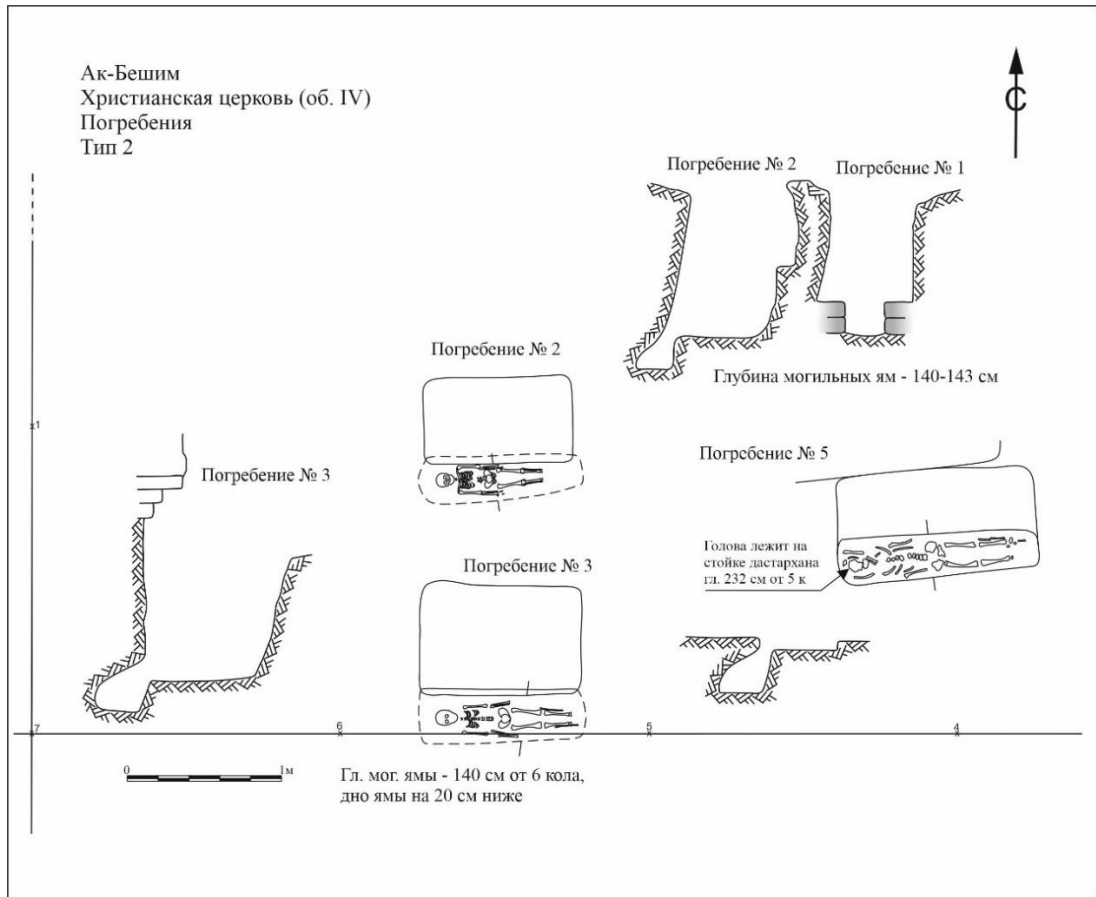 Ак-Бешим
Христианская церковь (об. IV)
Погребения
Тип 2
С
Погребение № 2
Погребение № 1
Глубина могильных ям - 140-143 см
Погребение № 2
Погребение № 3
Погребение № 5
Голова лежит на
стойке дастархана
гл. 232 см от 5 к
Погребение № 3
1
7
6
5
4
0
1м
Гл. мог. ямы - 140 см от 6 кола,
дно ямы на 20 см ниже